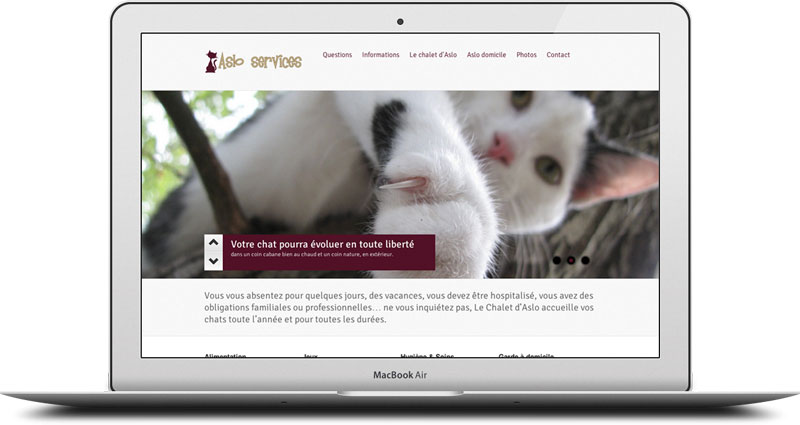 Aslo services
Questions Informations Le chalet d'Aslo Aslo domicile Photos Contact
Votre chat pourra évoluer en toute liberté
dans un coin cabane bien au chaud et un coin nature, en extérieur.
Vous vous absentez pour quelques jours, des vacances, vous devez être hospitalisé, vous avez des
obligations familiales ou professionnelles… ne vous inquiétez pas, Le Chalet d'Aslo accueille vos
chats toute l'année et pour toutes les durées.
Alimentation Jeux Hygiène & Soins Garde à domicile
MacBook Air